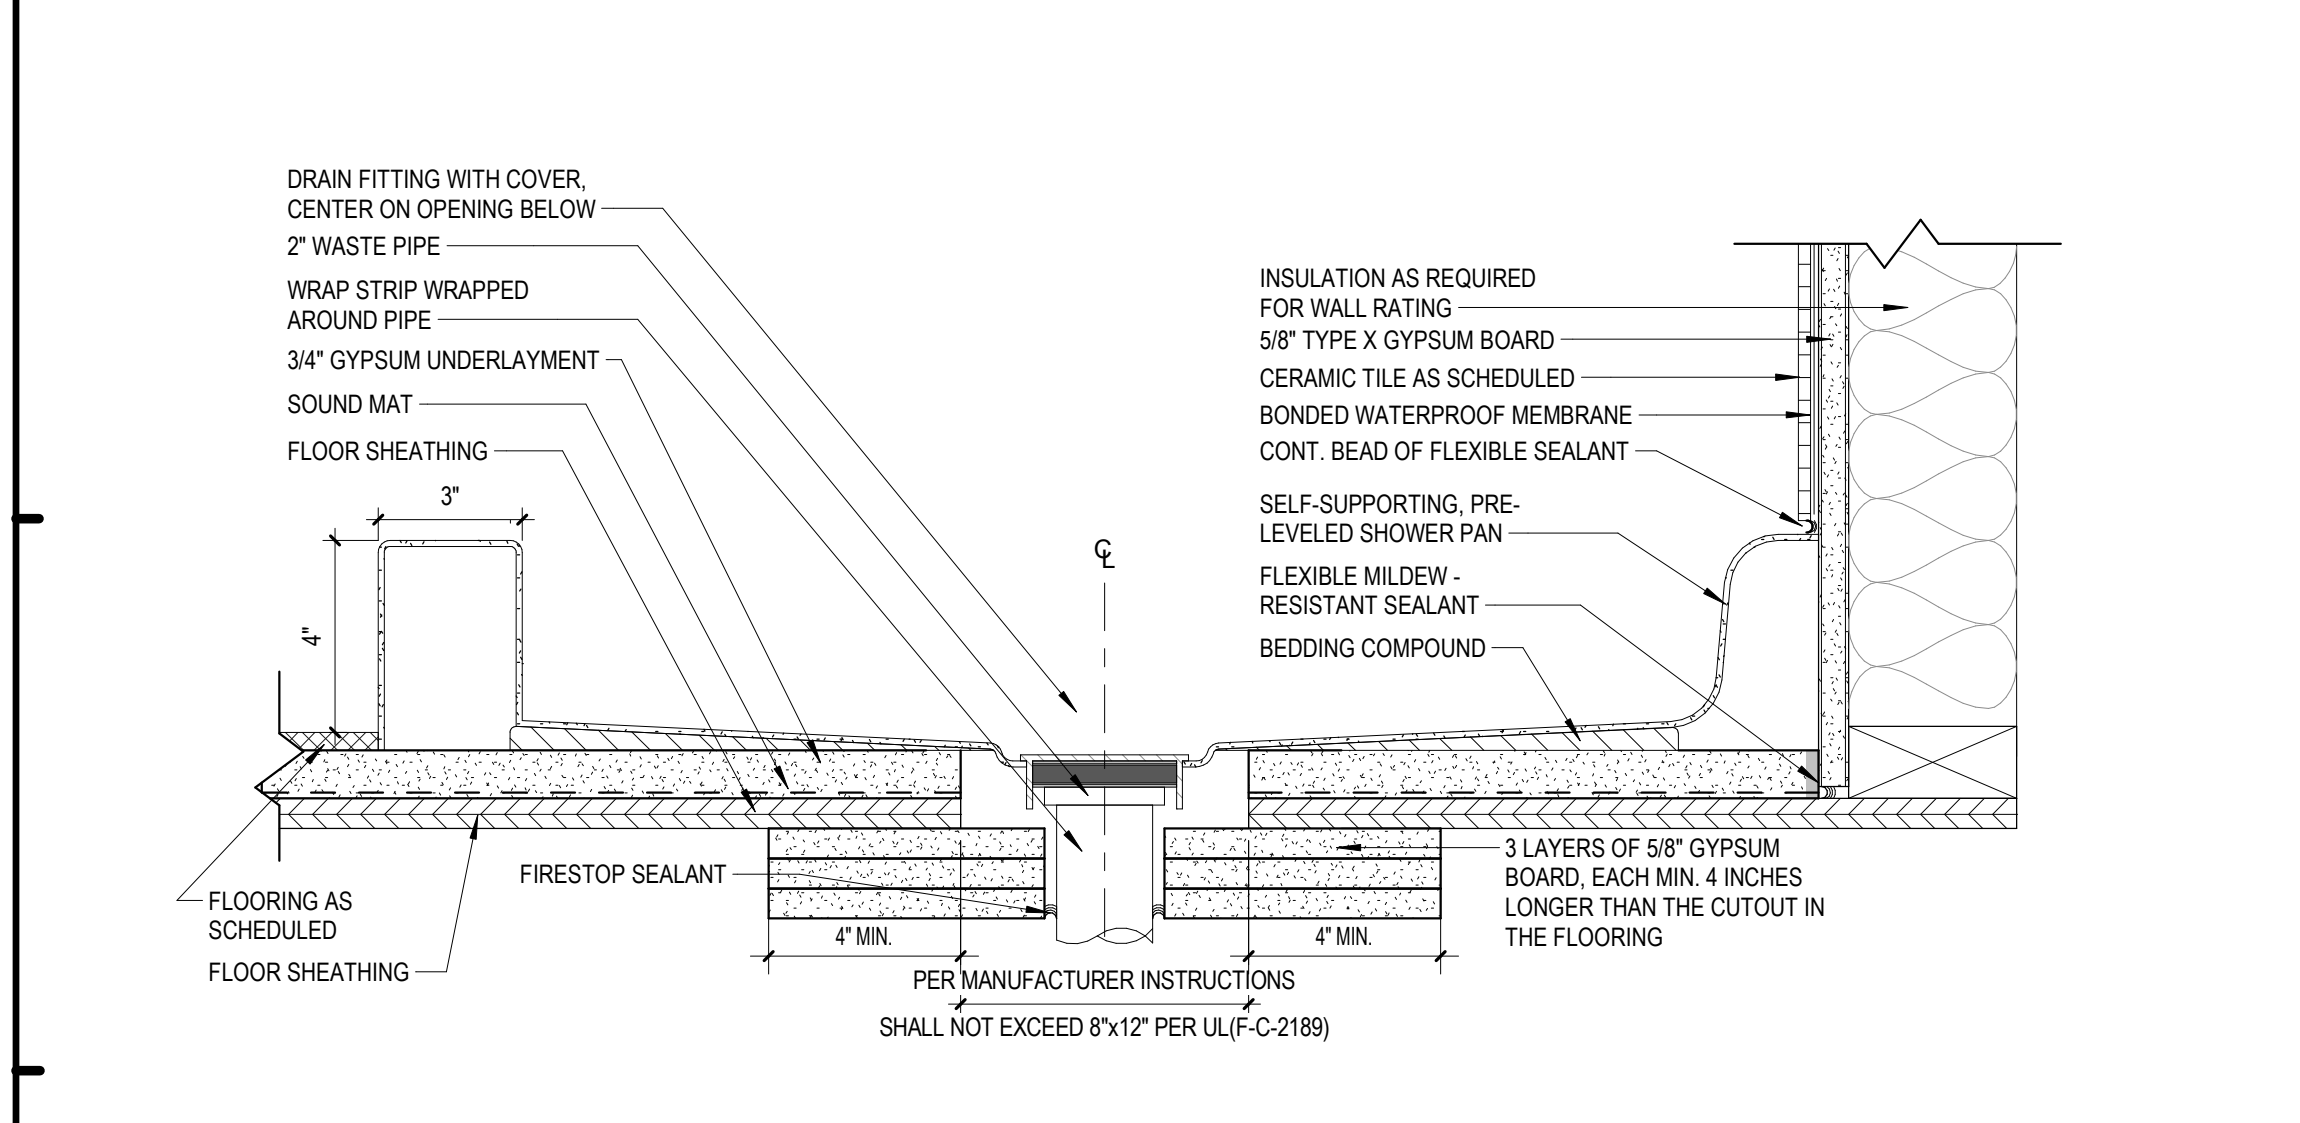 DRAIN FITTING WITH COVER,
CENTER ON OPENING BELOW
2" WASTE PIPE
WRAP STRIP WRAPPED
AROUND PIPE
3/4" GYPSUM UNDERLAYMENT
SOUND MAT
FLOOR SHEATHING
3"
4"
INSULATION AS REQUIRED
FOR WALL RATING
5/8" TYPE X GYPSUM BOARD
CERAMIC TILE AS SCHEDULED
BONDED WATERPROOF MEMBRANE
CONT. BEAD OF FLEXIBLE SEALANT
SELF-SUPPORTING, PRE-
LEVELED SHOWER PAN
FLEXIBLE MILDEW -
RESISTANT SEALANT
BEDDING COMPOUND
CL
FIRESTOP SEALANT
FLOORING AS
SCHEDULED
FLOOR SHEATHING
3 LAYERS OF 5/8" GYPSUM
BOARD, EACH MIN. 4 INCHES
LONGER THAN THE CUTOUT IN
THE FLOORING
4" MIN.
4" MIN.
PER MANUFACTURER INSTRUCTIONS
SHALL NOT EXCEED 8"x12" PER UL(F-C-2189)